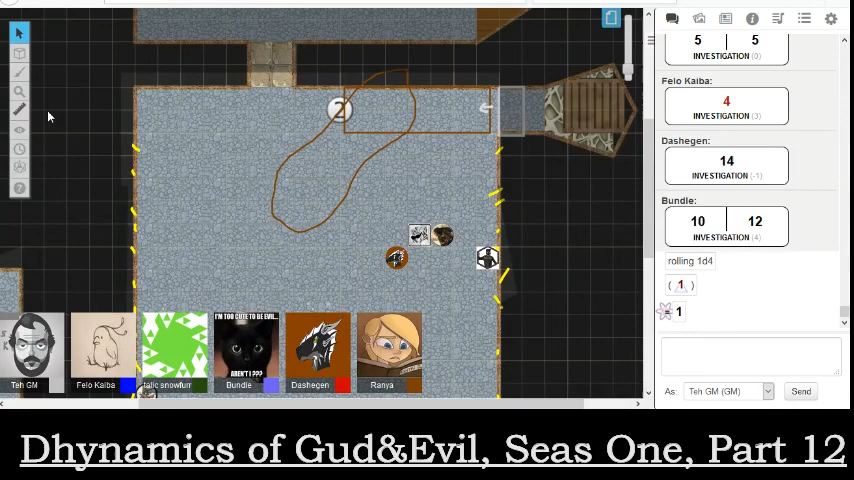 2
5 5
INVESTIGATION (0)
Felo Kaiba:
4
INVESTIGATION (3)
Dashegen:
14
INVESTIGATION (-1)
Bundle:
10 12
INVESTIGATION (4)
rolling 1d4
( 1 )
= 1
As: Teh GM (GM) Send
I'M TOO CUTE TO BE EVIL...
AREN'T I ???
Teh GM
Felo Kaiba
talic snowfurr
Bundle
Dashegen
Ranya
Dhynamics of Gud&Evil, Seas One, Part 12